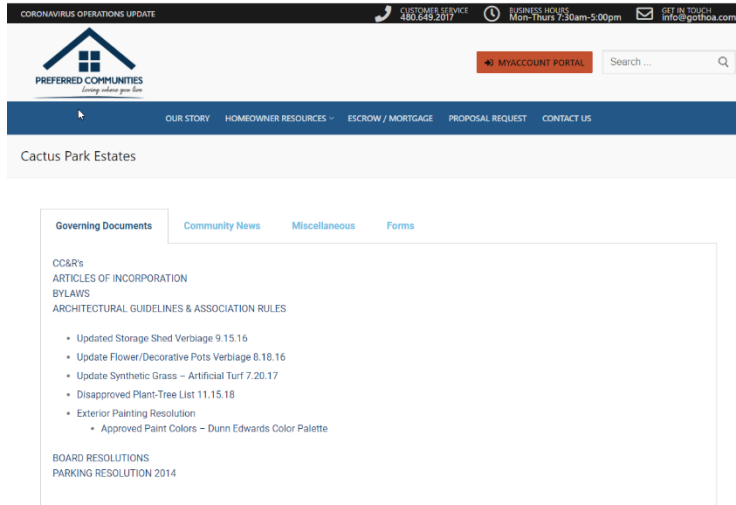 CORONAVIRUS OPERATIONS UPDATE
CUSTOMER SERVICE
480.649.2017
BUSINESS HOURS
Mon-Thurs 7:30am-5:00pm
GET IN TOUCH
info@gothoa.com
PREFERRED COMMUNITIES
Loving where you live
MYACCOUNT PORTAL
Search ...
OUR STORY HOMEOWNER RESOURCES ESCROW / MORTGAGE PROPOSAL REQUEST CONTACT US
Cactus Park Estates
Governing Documents Community News Miscellaneous Forms
CC&R's
ARTICLES OF INCORPORATION
BYLAWS
ARCHITECTURAL GUIDELINES & ASSOCIATION RULES
• Updated Storage Shed Verbiage 9.15.16
• Update Flower/Decorative Pots Verbiage 8.18.16
• Update Synthetic Grass – Artificial Turf 7.20.17
• Disapproved Plant-Tree List 11.15.18
• Exterior Painting Resolution
• Approved Paint Colors – Dunn Edwards Color Palette
BOARD RESOLUTIONS
PARKING RESOLUTION 2014